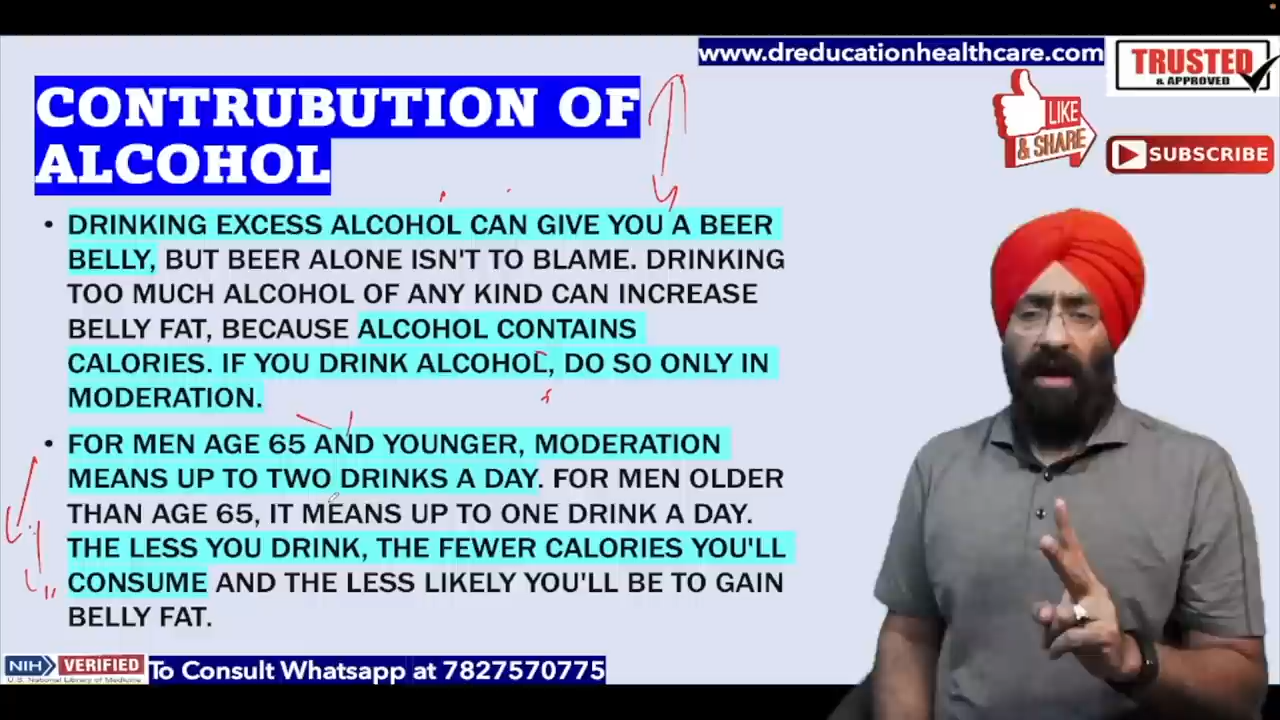 www.dreducationhealthcare.com
TRUSTED
& APPROVED
LIKE
& SHARE
SUBSCRIBE
CONTRUBUTION OF
ALCOHOL
• DRINKING EXCESS ALCOHOL CAN GIVE YOU A BEER
BELLY, BUT BEER ALONE ISN'T TO BLAME. DRINKING
TOO MUCH ALCOHOL OF ANY KIND CAN INCREASE
BELLY FAT, BECAUSE ALCOHOL CONTAINS
CALORIES. IF YOU DRINK ALCOHOL, DO SO ONLY IN
MODERATION.
• FOR MEN AGE 65 AND YOUNGER, MODERATION
MEANS UP TO TWO DRINKS A DAY. FOR MEN OLDER
THAN AGE 65, IT MEANS UP TO ONE DRINK A DAY.
THE LESS YOU DRINK, THE FEWER CALORIES YOU'LL
CONSUME AND THE LESS LIKELY YOU'LL BE TO GAIN
BELLY FAT.
NIH VERIFIED
U.S. National Library of Medicine
To Consult Whatsapp at 7827570775